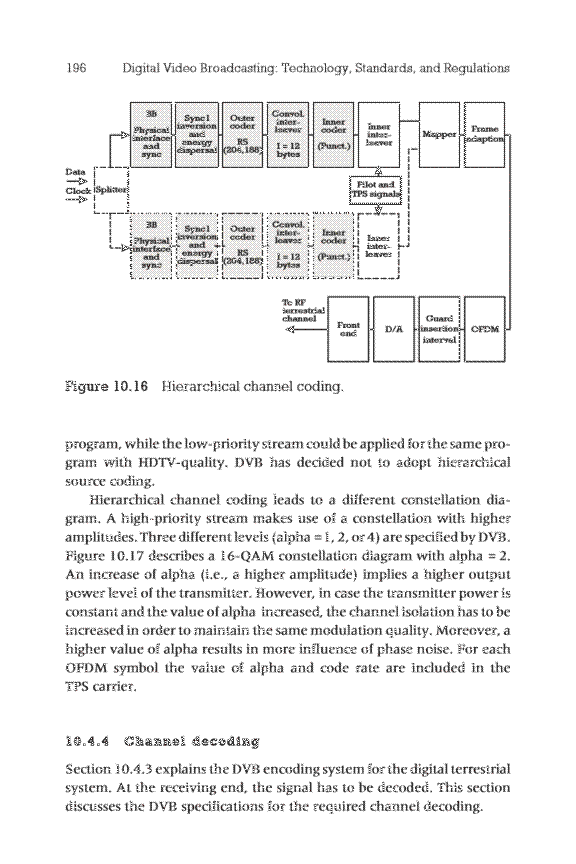 196 Digital Video Broadcasting: Technology, Standards, and Regulations
3B
Physical
interface
and
sync
Sync1
inversion
and
energy
dispersal
Outer
coder
RS
(204,188)
Convol.
inter-
leaver
I = 12
bytes
Inner
coder
(Punct.)
Inner
inter-
leaver
Mapper
Frame
adaption
Data
Clock
Splitter
Pilot and
TPS signals
3B
Physical
interface
and
sync
Sync1
inversion
and
energy
dispersal
Outer
coder
RS
(204,188)
Convol.
inter-
leaver
I = 12
bytes
Inner
coder
(Punct.)
Inner
inter-
leaver
To RF
terrestrial
channel
Front
end
D/A
Guard
insertion
interval
OFDM
Figure 10.16 Hierarchical channel coding.
program, while the low-priority stream could be applied for the same pro-
gram with HDTV-quality. DVB has decided not to adopt hierarchical
source coding.
Hierarchical channel coding leads to a different constellation dia-
gram. A high-priority stream makes use of a constellation with higher
amplitudes. Three different levels (alpha = 1, 2, or 4) are specified by DVB.
Figure 10.17 describes a 16-QAM constellation diagram with alpha = 2.
An increase of alpha (i.e., a higher amplitude) implies a higher output
power level of the transmitter. However, in case the transmitter power is
constant and the value of alpha increased, the channel isolation has to be
increased in order to maintain the same modulation quality. Moreover, a
higher value of alpha results in more influence of phase noise. For each
OFDM symbol the value of alpha and code rate are included in the
TPS carrier.
10.4.4 Channel decoding
Section 10.4.3 explains the DVB encoding system for the digital terrestrial
system. At the receiving end, the signal has to be decoded. This section
discusses the DVB specifications for the required channel decoding.